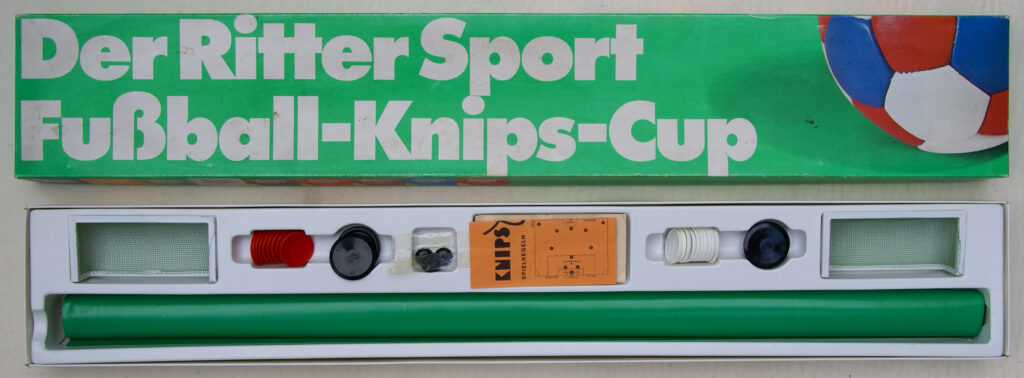 Der Ritter Sport
Fußball-Knips-Cup
KNIPS
SPIELREGELN